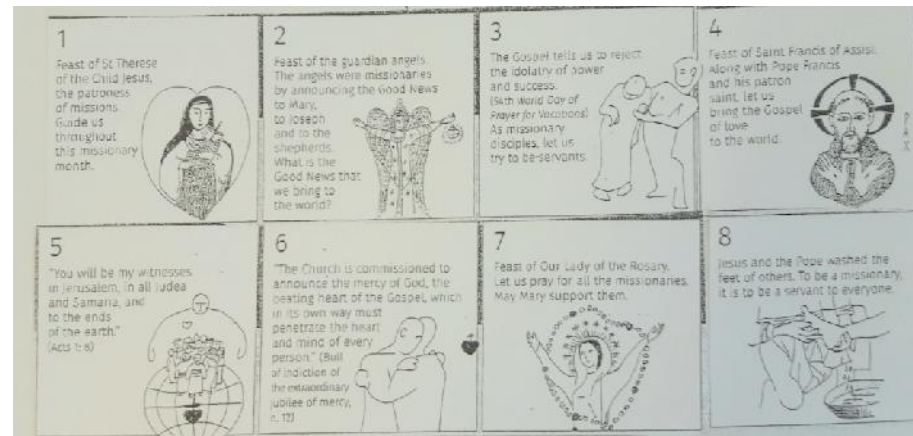 1
Feast of St Therese
of the Child Jesus,
the patroness
of missions.
Guide us
throughout
this missionary
month.
2
Feast of the guardian angels.
The angels were missionaries
by announcing the Good News
to Mary,
to Joseph
and to the
shepherds.
What is the
Good News that
we bring to
the world?
3
The Gospel tells us to reject
the idolatry of power
and success.
(54th World Day of
Prayer for Vocations)
As missionary
disciples, let us
try to be servants.
4
Feast of Saint Francis of Assisi.
Along with Pope Francis
and his patron
saint, let us
bring the Gospel
of love
to the world.
PAX
5
"You will be my witnesses
in Jerusalem, in all Judea
and Samaria, and
to the ends
of the earth."
(Acts 1: 8)
6
"The Church is commissioned to
announce the mercy of God, the
beating heart of the Gospel, which
in its own way must
penetrate the heart
and mind of every
person." (Bull
of indiction of
the extraordinary
jubilee of mercy,
n. 12)
7
Feast of Our Lady of the Rosary.
Let us pray for all the missionaries.
May Mary support them.
8
Jesus and the Pope washed the
feet of others. To be a missionary,
it is to be a servant to everyone.